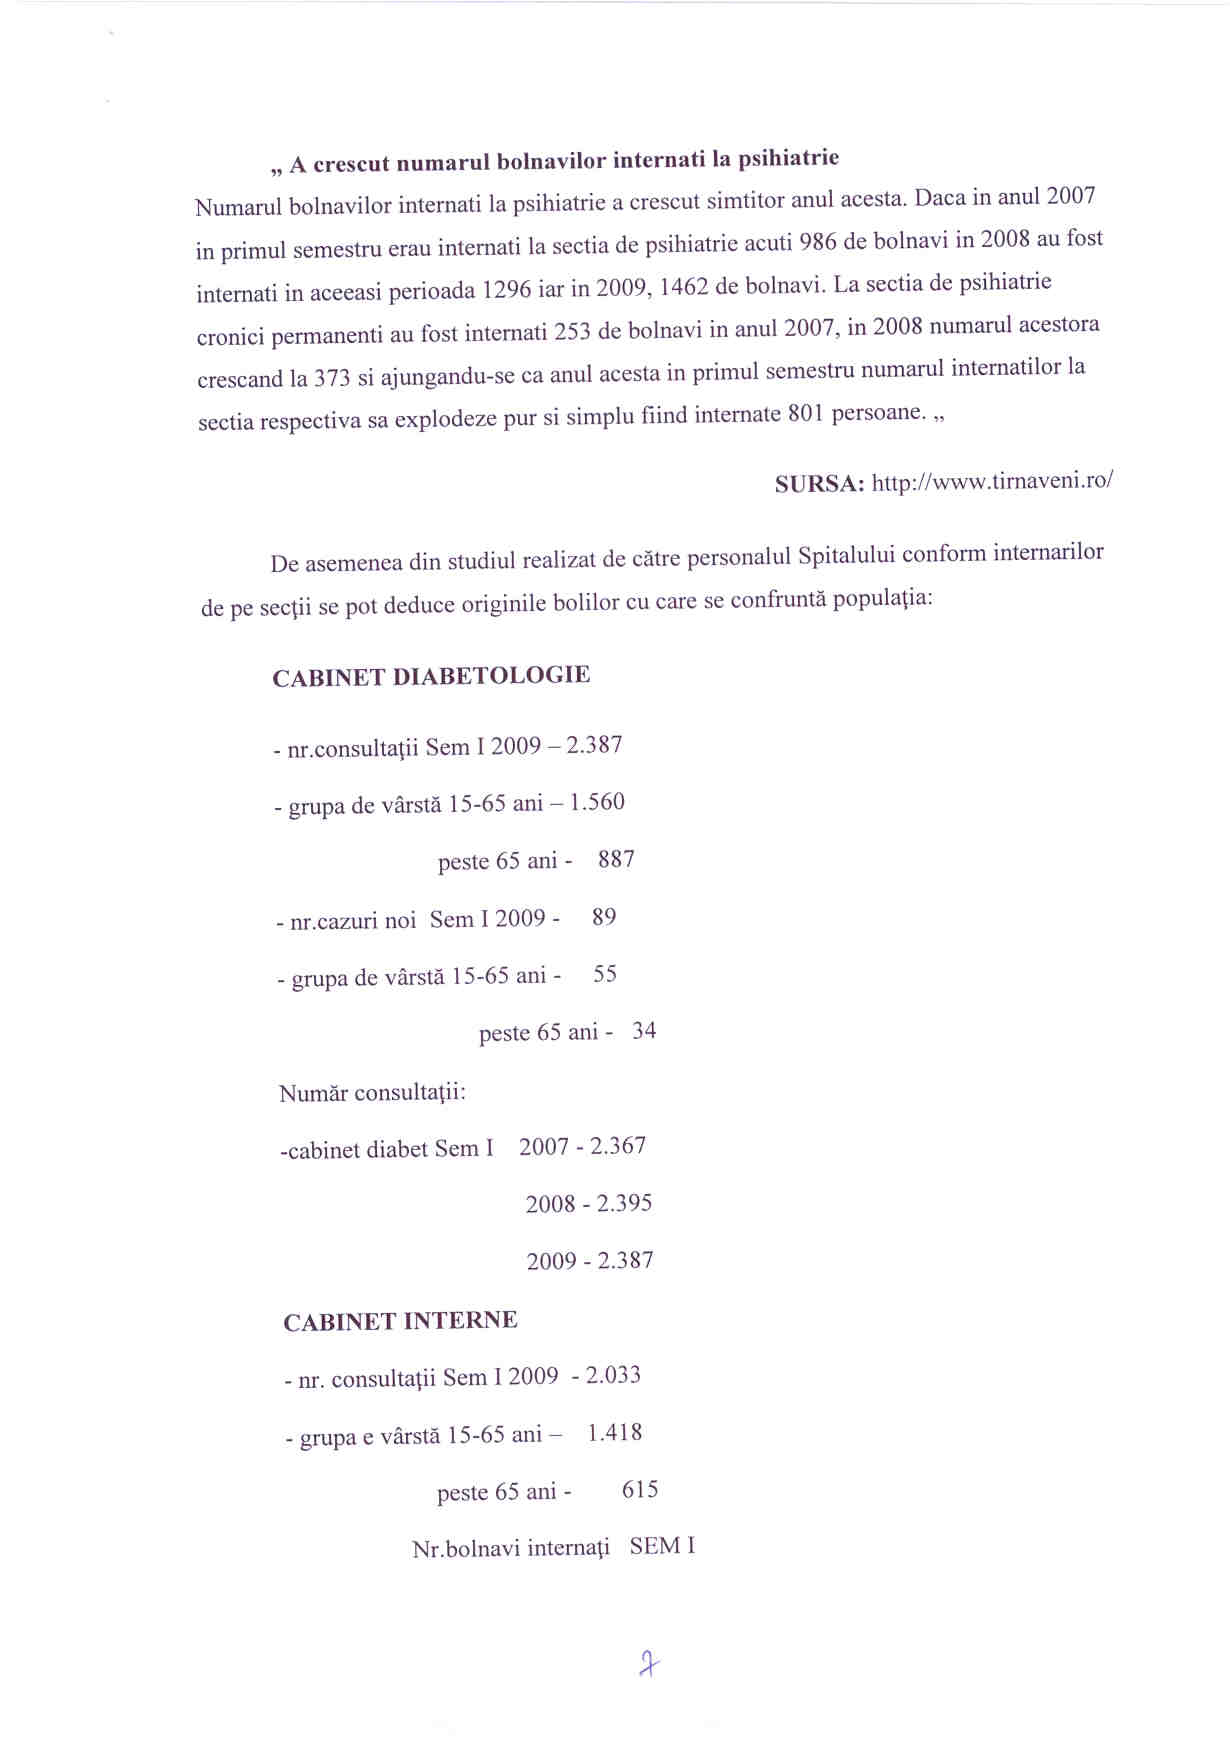 „ A crescut numarul bolnavilor internati la psihiatrie
Numarul bolnavilor internati la psihiatrie a crescut simtitor anul acesta. Daca in anul 2007
in primul semestru erau internati la sectia de psihiatrie acuti 986 de bolnavi in 2008 au fost
internati in aceeasi perioada 1296 iar in 2009, 1462 de bolnavi. La sectia de psihiatrie
cronici permanenti au fost internati 253 de bolnavi in anul 2007, in 2008 numarul acestora
crescand la 373 si ajungandu-se ca anul acesta in primul semestru numarul internatilor la
sectia respectiva sa explodeze pur si simplu fiind internate 801 persoane. „
SURSA: http://www.tirnaveni.ro/
De asemenea din studiul realizat de către personalul Spitalului conform internarilor
de pe secţii se pot deduce originile bolilor cu care se confruntă populaţia:
CABINET DIABETOLOGIE
- nr.consultaţii Sem I 2009 – 2.387
- grupa de vârstă 15-65 ani – 1.560
peste 65 ani - 887
- nr.cazuri noi Sem I 2009 - 89
- grupa de vârstă 15-65 ani - 55
peste 65 ani - 34
Număr consultaţii:
-cabinet diabet Sem I 2007 - 2.367
2008 - 2.395
2009 - 2.387
CABINET INTERNE
- nr. consultaţii Sem I 2009 - 2.033
- grupa e vârstă 15-65 ani – 1.418
peste 65 ani - 615
Nr.bolnavi internaţi SEM I
7